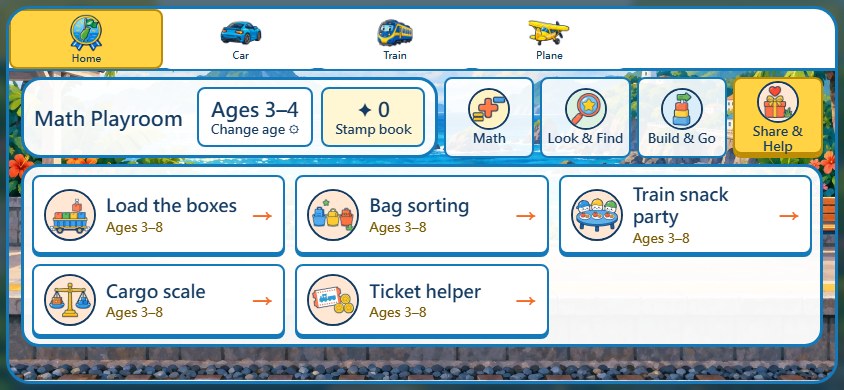 Home
Car
Train
Plane
Math Playroom
Ages 3–4
Change age ⚙
✦ 0
Stamp book
Math
Look & Find
Build & Go
Share &
Help
Load the boxes →
Ages 3–8
Bag sorting →
Ages 3–8
Train snack
party →
Ages 3–8
Cargo scale →
Ages 3–8
Ticket helper →
Ages 3–8